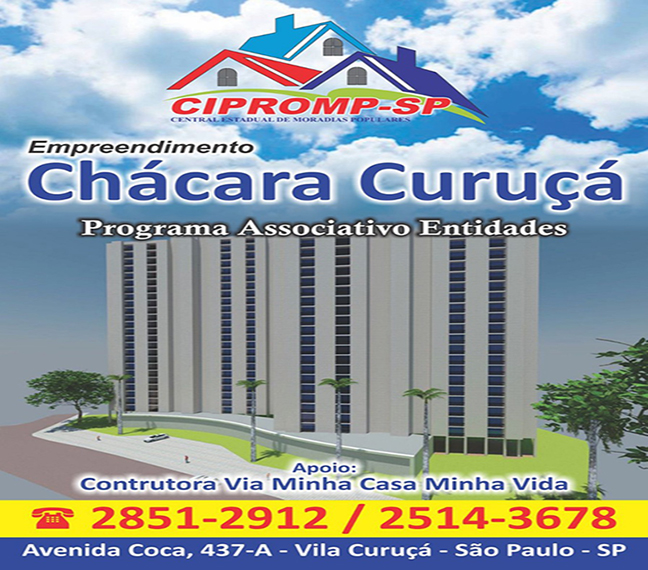 CIPROMP-SP
CENTRAL ESTADUAL DE MORADIAS POPULARES
Empreendimento
Chácara Curuçá
Programa Associativo Entidades
Apoio:
Contrutora Via Minha Casa Minha Vida
☎ 2851-2912 / 2514-3678
Avenida Coca, 437-A - Vila Curuçá - São Paulo - SP